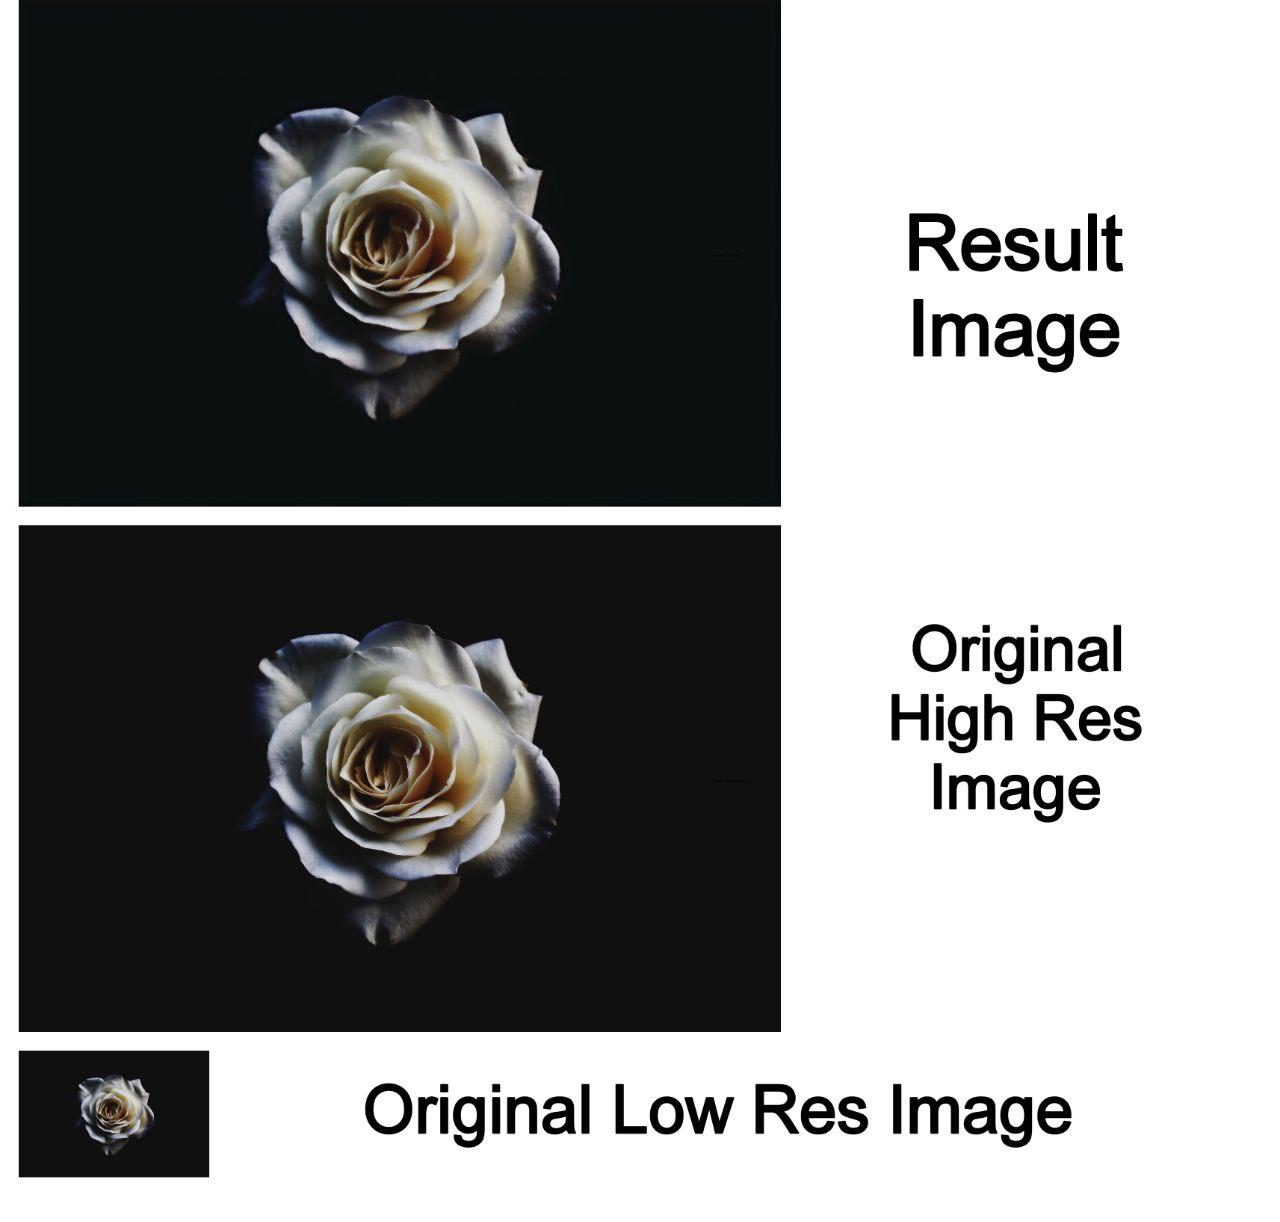 Result
Image
Original
High Res
Image
Original Low Res Image